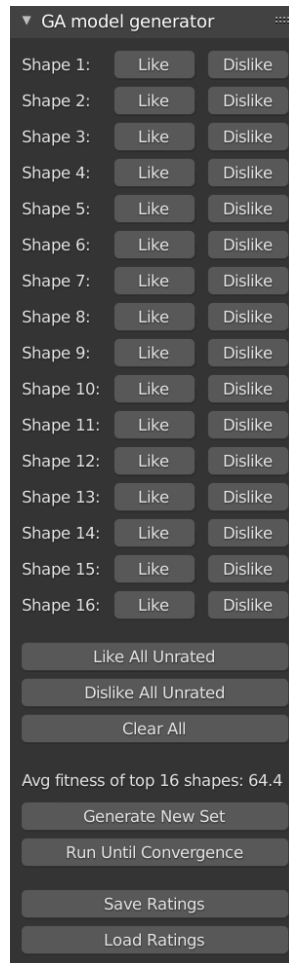 GA model generator
Shape 1: Like Dislike
Shape 2: Like Dislike
Shape 3: Like Dislike
Shape 4: Like Dislike
Shape 5: Like Dislike
Shape 6: Like Dislike
Shape 7: Like Dislike
Shape 8: Like Dislike
Shape 9: Like Dislike
Shape 10: Like Dislike
Shape 11: Like Dislike
Shape 12: Like Dislike
Shape 13: Like Dislike
Shape 14: Like Dislike
Shape 15: Like Dislike
Shape 16: Like Dislike
Like All Unrated
Dislike All Unrated
Clear All
Avg fitness of top 16 shapes: 64.4
Generate New Set
Run Until Convergence
Save Ratings
Load Ratings